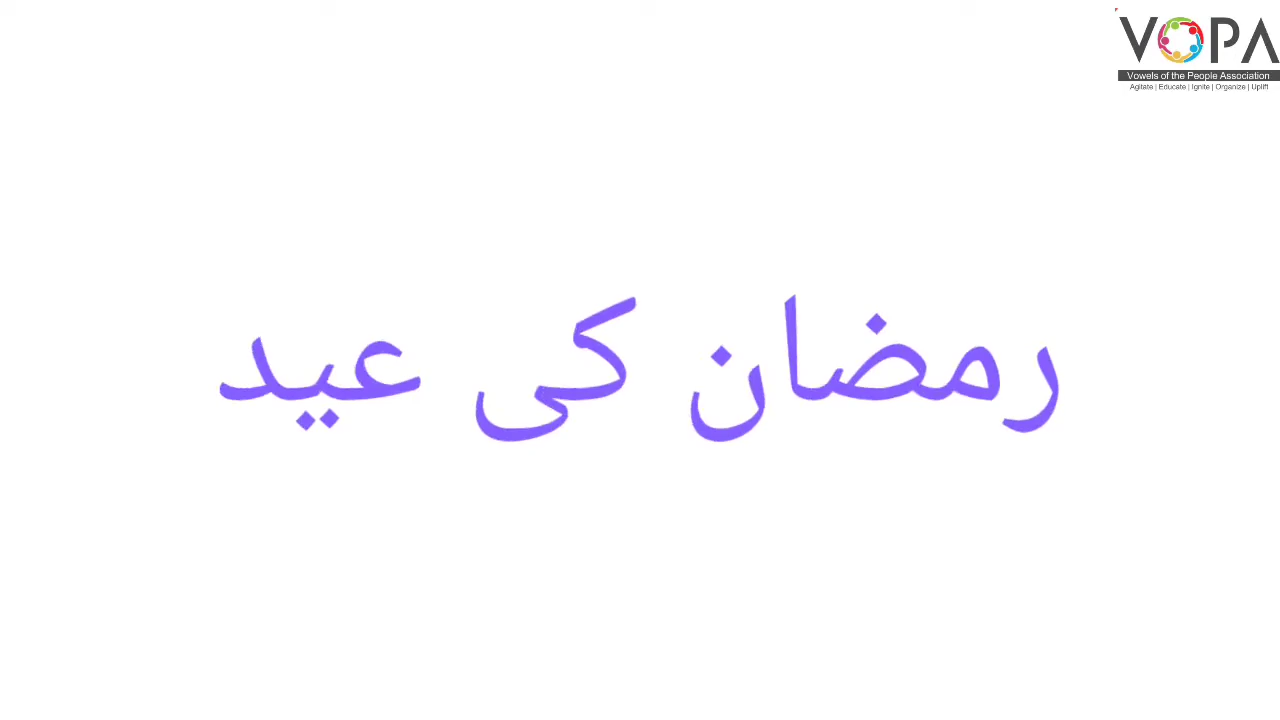 VOPA
Vowels of the People Association
Agitate | Educate | Ignite | Organize | Uplift
رمضان کی عید